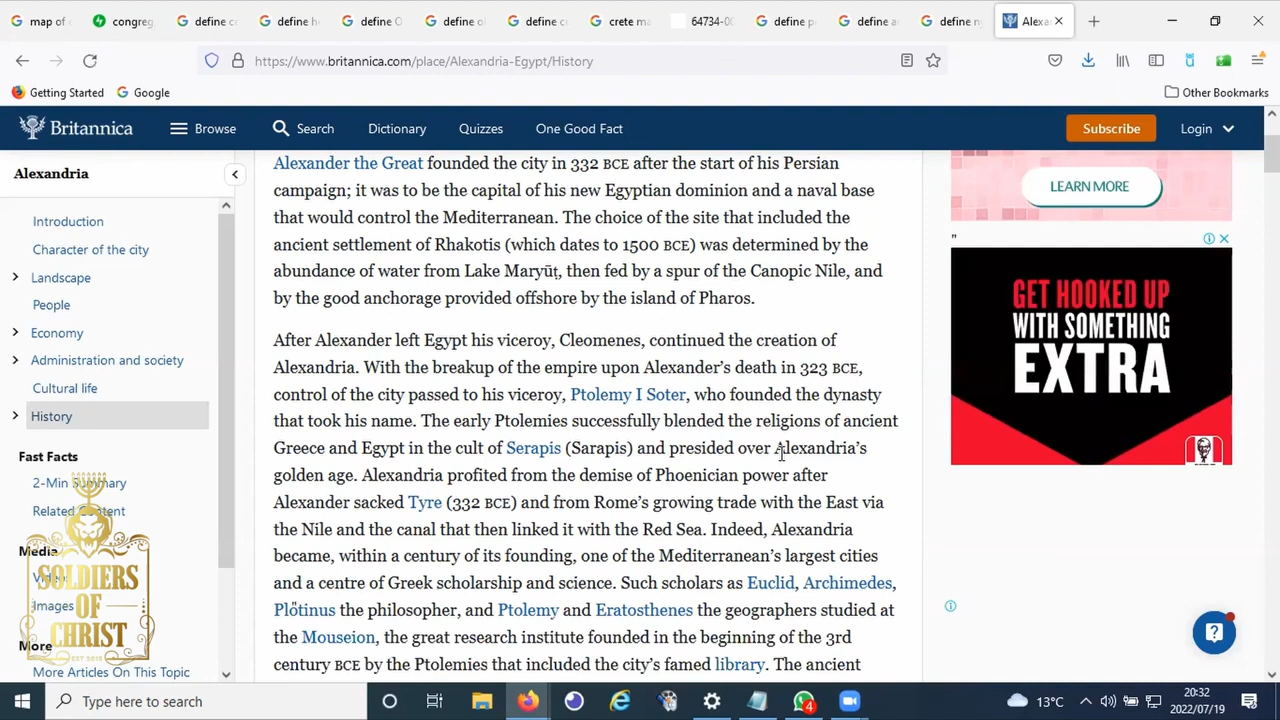 map of
congreg
define c
define h
define O
define o
define c
crete m
64734-0
define p
define a
define n
Alexa
https://www.britannica.com/place/Alexandria-Egypt/History
Getting Started
Google
Other Bookmarks
Britannica
Browse
Search
Dictionary
Quizzes
One Good Fact
Subscribe
Login
Alexandria
Introduction
Character of the city
Landscape
People
Economy
Administration and society
Cultural life
History
Fast Facts
2-Min Summary
Related Content
Media
Images
More
More Articles On This Topic
SOLDIERS
OF
CHRIST
EST 2015
Alexander the Great founded the city in 332 BCE after the start of his Persian
campaign; it was to be the capital of his new Egyptian dominion and a naval base
that would control the Mediterranean. The choice of the site that included the
ancient settlement of Rhakotis (which dates to 1500 BCE) was determined by the
abundance of water from Lake Maryūṭ, then fed by a spur of the Canopic Nile, and
by the good anchorage provided offshore by the island of Pharos.
After Alexander left Egypt his viceroy, Cleomenes, continued the creation of
Alexandria. With the breakup of the empire upon Alexander's death in 323 BCE,
control of the city passed to his viceroy, Ptolemy I Soter, who founded the dynasty
that took his name. The early Ptolemies successfully blended the religions of ancient
Greece and Egypt in the cult of Serapis (Sarapis) and presided over Alexandria's
golden age. Alexandria profited from the demise of Phoenician power after
Alexander sacked Tyre (332 BCE) and from Rome's growing trade with the East via
the Nile and the canal that then linked it with the Red Sea. Indeed, Alexandria
became, within a century of its founding, one of the Mediterranean's largest cities
and a centre of Greek scholarship and science. Such scholars as Euclid, Archimedes,
Plotinus the philosopher, and Ptolemy and Eratosthenes the geographers studied at
the Mouseion, the great research institute founded in the beginning of the 3rd
century BCE by the Ptolemies that included the city's famed library. The ancient
LEARN MORE
"
GET HOOKED UP
WITH SOMETHING
EXTRA
KFC
Type here to search
4
13°C
20:32
2022/07/19